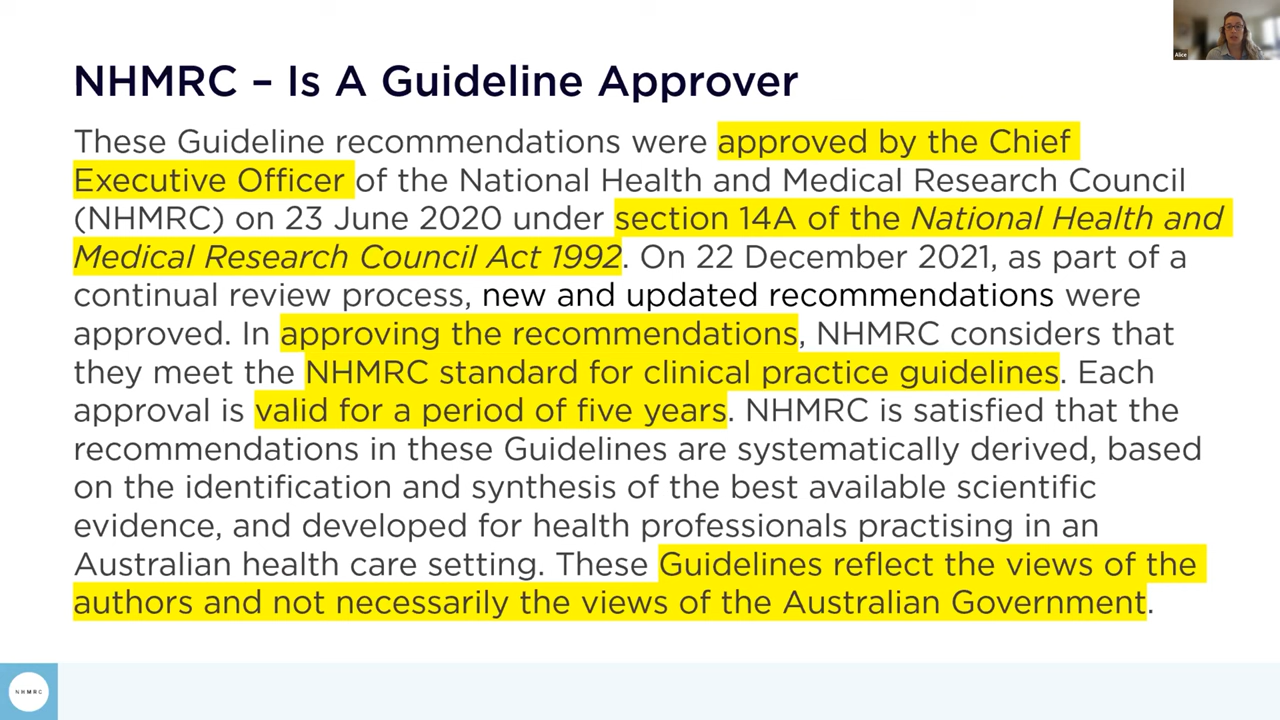 Alice
NHMRC – Is A Guideline Approver
These Guideline recommendations were approved by the Chief
Executive Officer of the National Health and Medical Research Council
(NHMRC) on 23 June 2020 under section 14A of the National Health and
Medical Research Council Act 1992. On 22 December 2021, as part of a
continual review process, new and updated recommendations were
approved. In approving the recommendations, NHMRC considers that
they meet the NHMRC standard for clinical practice guidelines. Each
approval is valid for a period of five years. NHMRC is satisfied that the
recommendations in these Guidelines are systematically derived, based
on the identification and synthesis of the best available scientific
evidence, and developed for health professionals practising in an
Australian health care setting. These Guidelines reflect the views of the
authors and not necessarily the views of the Australian Government.
NHMRC